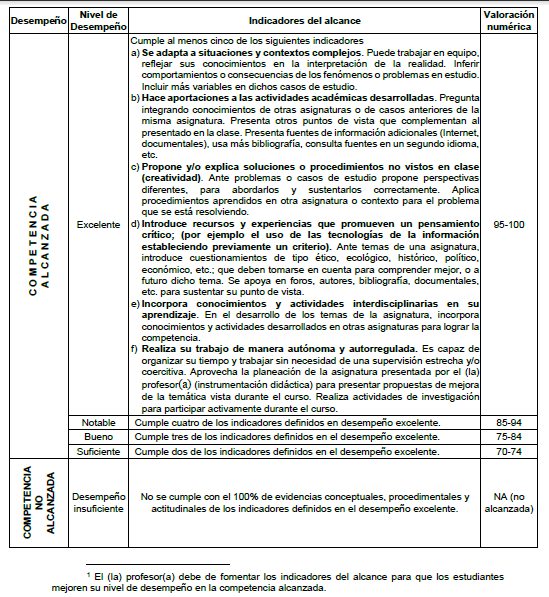 Desempeño
Nivel de
Desempeño
Indicadores del alcance
Valoración
numérica
COMPETENCIA
ALCANZADA
Excelente
Cumple al menos cinco de los siguientes indicadores
a) Se adapta a situaciones y contextos complejos. Puede trabajar en equipo,
reflejar sus conocimientos en la interpretación de la realidad. Inferir
comportamientos o consecuencias de los fenómenos o problemas en estudio.
Incluir más variables en dichos casos de estudio.
b) Hace aportaciones a las actividades académicas desarrolladas. Pregunta
integrando conocimientos de otras asignaturas o de casos anteriores de la
misma asignatura. Presenta otros puntos de vista que complementan al
presentado en la clase. Presenta fuentes de información adicionales (Internet,
documentales), usa más bibliografía, consulta fuentes en un segundo idioma,
etc.
c) Propone y/o explica soluciones o procedimientos no vistos en clase
(creatividad). Ante problemas o casos de estudio propone perspectivas
diferentes, para abordarlos y sustentarlos correctamente. Aplica
procedimientos aprendidos en otra asignatura o contexto para el problema
que se está resolviendo.
d) Introduce recursos y experiencias que promueven un pensamiento
crítico; (por ejemplo el uso de las tecnologías de la información
estableciendo previamente un criterio). Ante temas de una asignatura,
introduce cuestionamientos de tipo ético, ecológico, histórico, político,
económico, etc.; que deben tomarse en cuenta para comprender mejor, o a
futuro dicho tema. Se apoya en foros, autores, bibliografía, documentales,
etc. para sustentar su punto de vista.
e) Incorpora conocimientos y actividades interdisciplinarias en su
aprendizaje. En el desarrollo de los temas de la asignatura, incorpora
conocimientos y actividades desarrollados en otras asignaturas para lograr la
competencia.
f) Realiza su trabajo de manera autónoma y autorregulada. Es capaz de
organizar su tiempo y trabajar sin necesidad de una supervisión estrecha y/o
coercitiva. Aprovecha la planeación de la asignatura presentada por el (la)
profesor(a) (instrumentación didáctica) para presentar propuestas de mejora
de la temática vista durante el curso. Realiza actividades de investigación
para participar activamente durante el curso.
95-100
Notable
Cumple cuatro de los indicadores definidos en desempeño excelente.
85-94
Bueno
Cumple tres de los indicadores definidos en el desempeño excelente.
75-84
Suficiente
Cumple dos de los indicadores definidos en el desempeño excelente.
70-74
COMPETENCIA
NO
ALCANZADA
Desempeño
insuficiente
No se cumple con el 100% de evidencias conceptuales, procedimentales y
actitudinales de los indicadores definidos en el desempeño excelente.
NA (no
alcanzada)
1 El (la) profesor(a) debe de fomentar los indicadores del alcance para que los estudiantes
mejoren su nivel de desempeño en la competencia alcanzada.